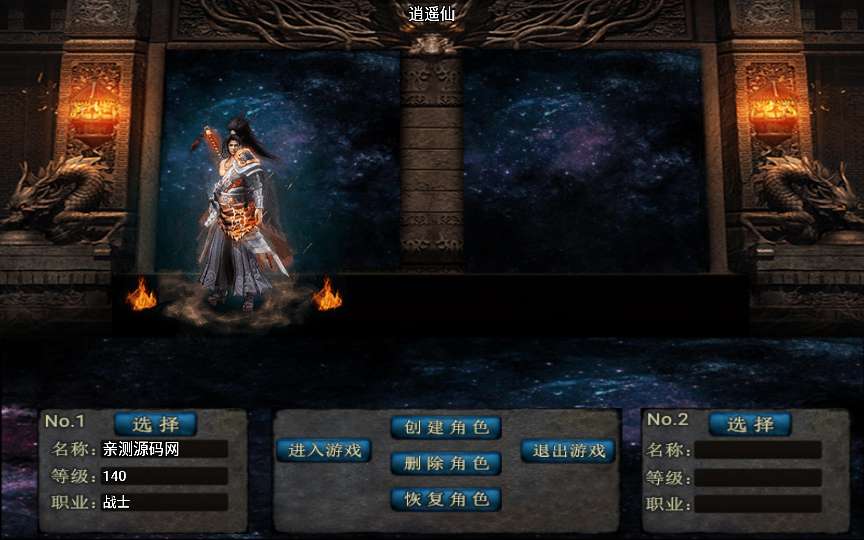 逍遥仙
No.1 选择
名称：亲测源码网
等级：140
职业：战士
创建角色
进入游戏
删除角色
退出游戏
恢复角色
No.2 选择
名称：
等级：
职业：